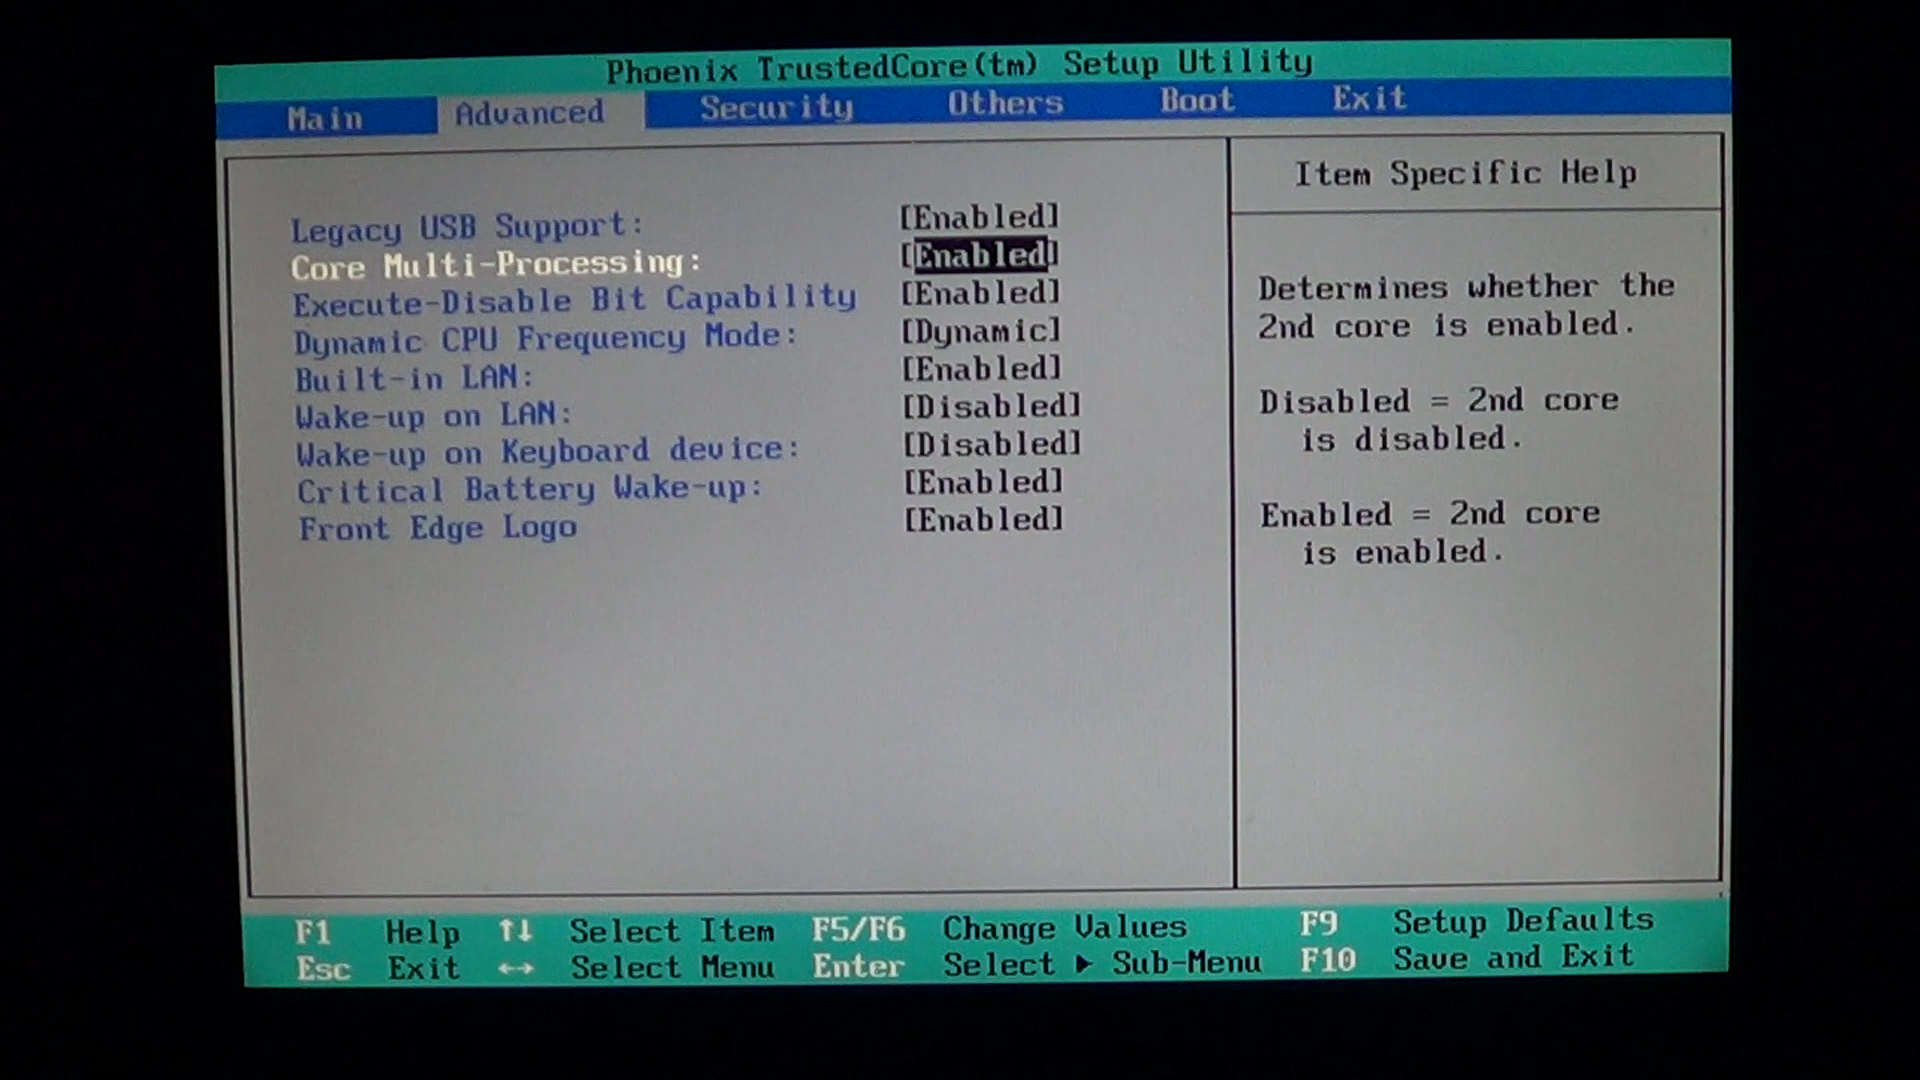 Phoenix TrustedCore(tm) Setup Utility
Main Advanced Security Others Boot Exit
Legacy USB Support: [Enabled]
Core Multi-Processing: [Enabled]
Execute-Disable Bit Capability [Enabled]
Dynamic CPU Frequency Mode: [Dynamic]
Built-in LAN: [Enabled]
Wake-up on LAN: [Disabled]
Wake-up on Keyboard device: [Disabled]
Critical Battery Wake-up: [Enabled]
Front Edge Logo [Enabled]
Item Specific Help
Determines whether the
2nd core is enabled.
Disabled = 2nd core
is disabled.
Enabled = 2nd core
is enabled.
F1 Help ↑↓ Select Item F5/F6 Change Values F9 Setup Defaults
Esc Exit ↔ Select Menu Enter Select ▶ Sub-Menu F10 Save and Exit